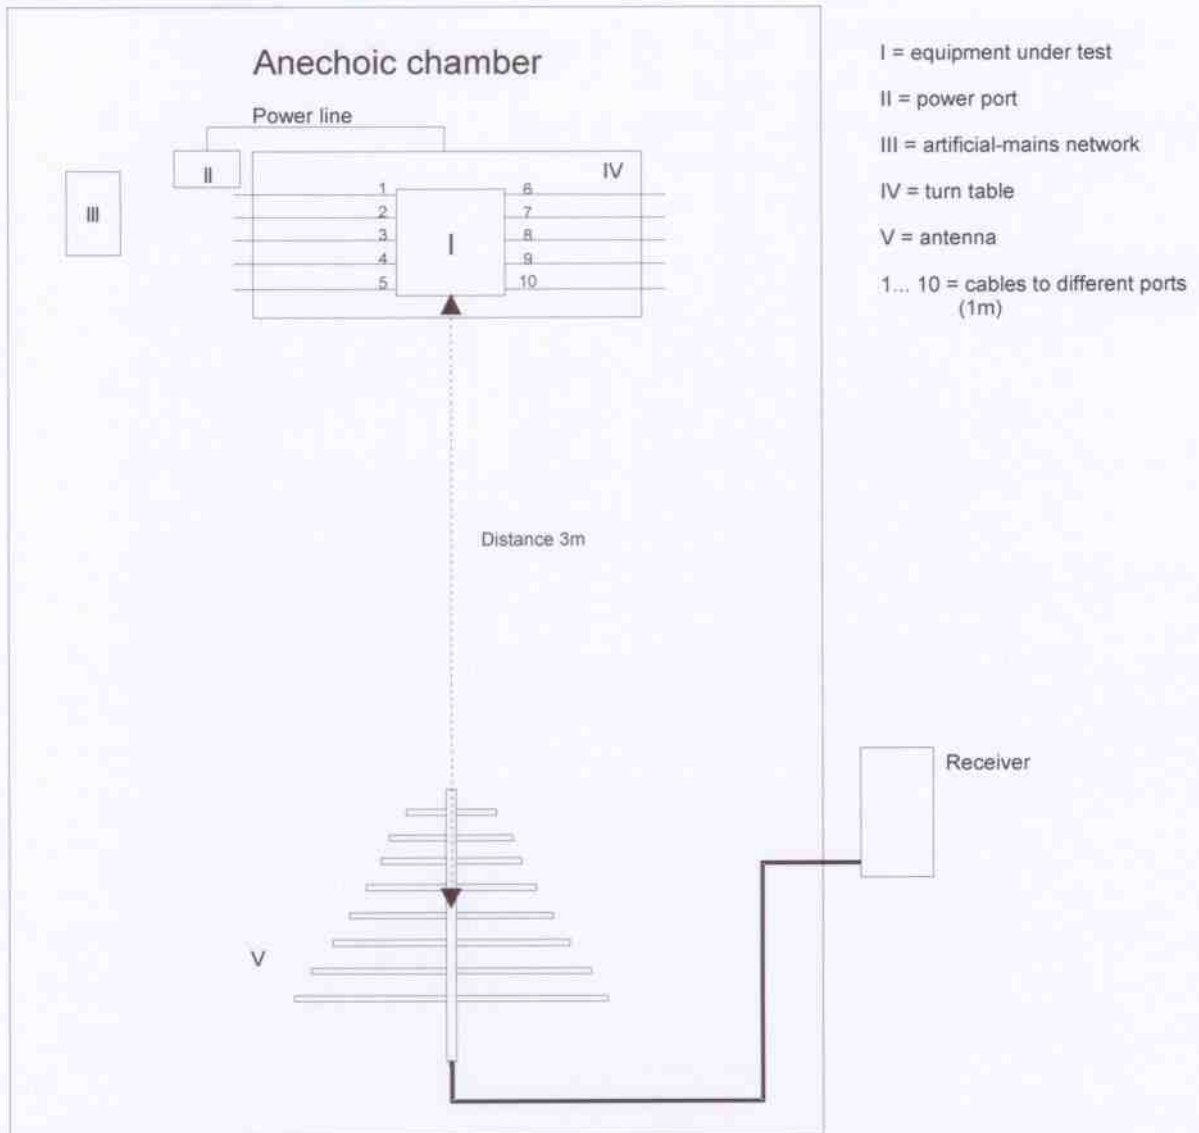 Anechoic chamber
Power line
II
III
IV
I
1
2
3
4
5
6
7
8
9
10
Distance 3m
V
Receiver
I = equipment under test
II = power port
III = artificial-mains network
IV = turn table
V = antenna
1... 10 = cables to different ports
(1m)